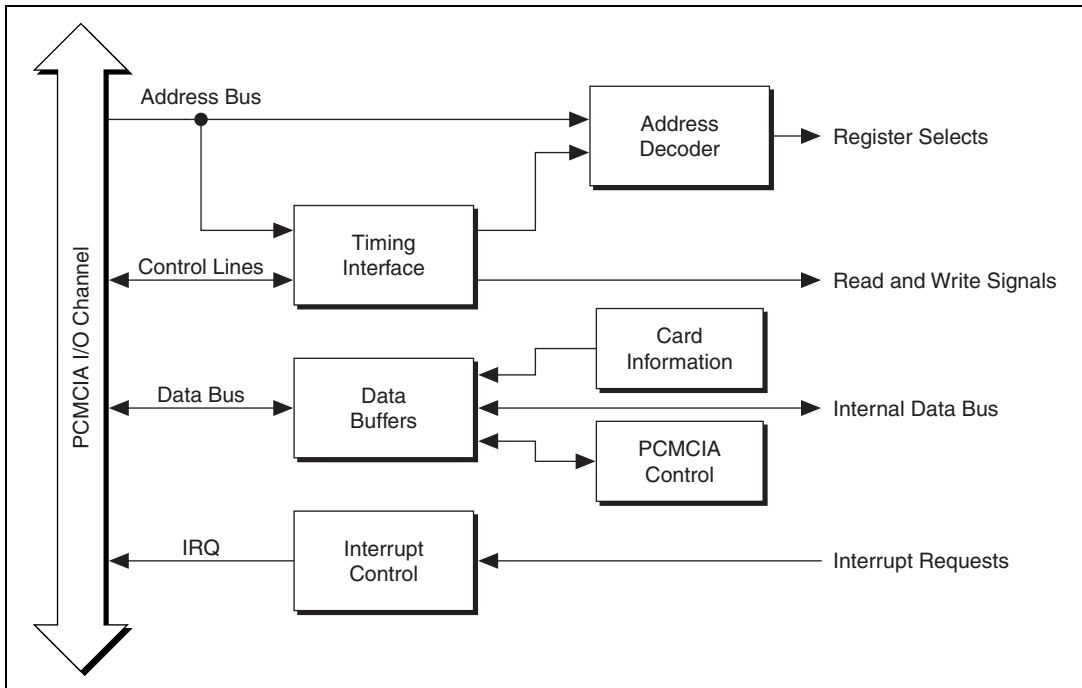 Address Bus
Address
Decoder
Register Selects
Timing
Interface
Control Lines
Read and Write Signals
PCMCIA I/O Channel
Card
Information
Data Bus
Data
Buffers
Internal Data Bus
PCMCIA
Control
IRQ
Interrupt
Control
Interrupt Requests